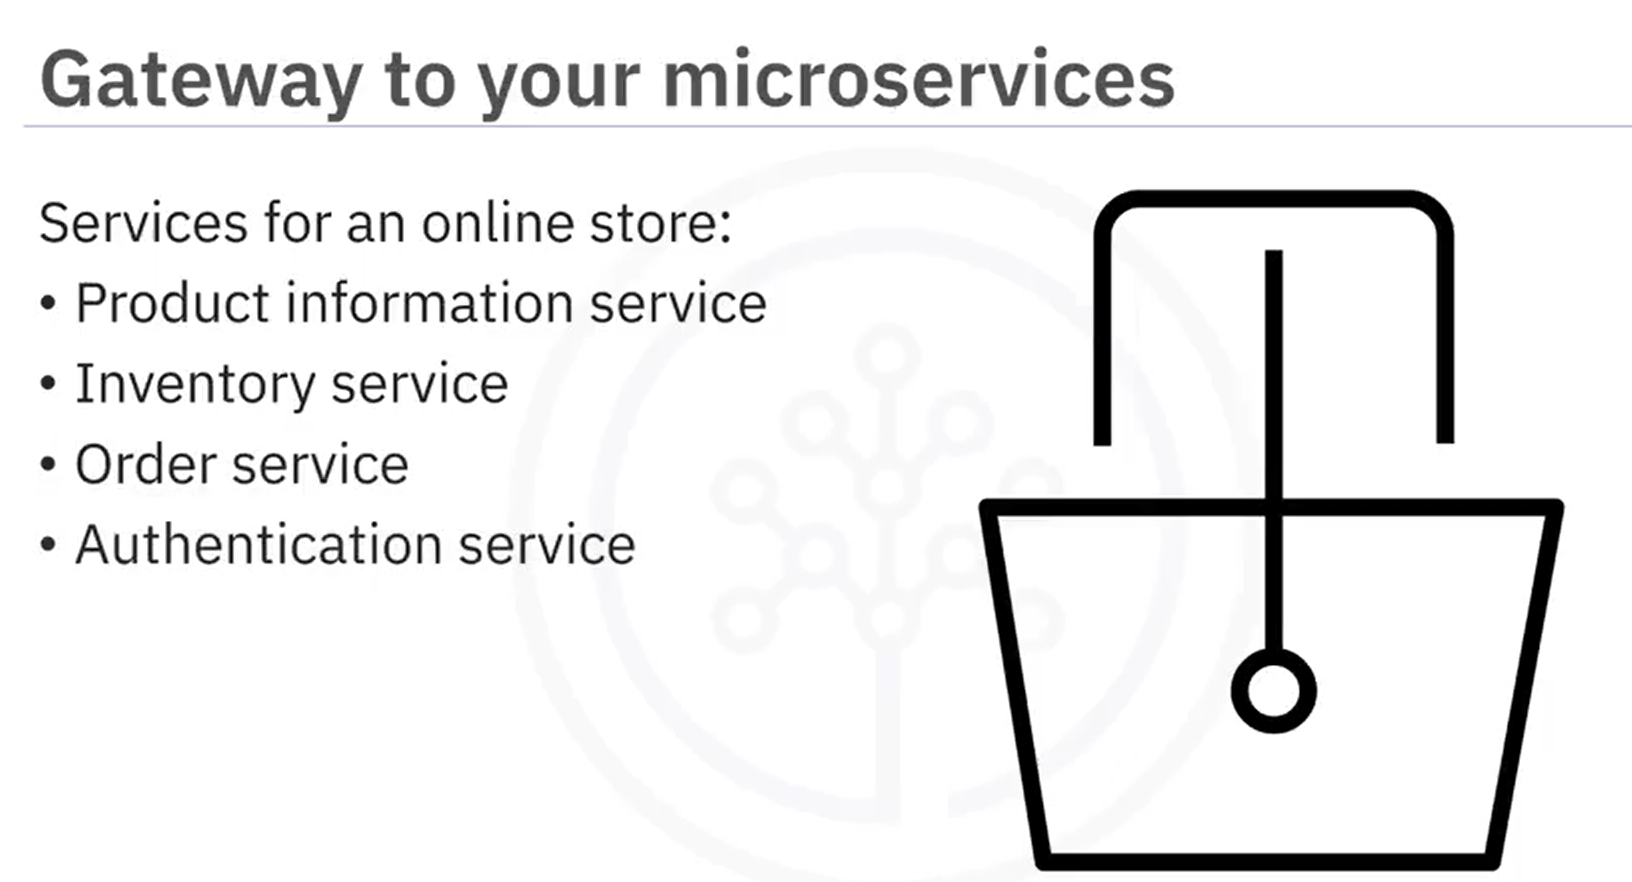 Gateway to your microservices
Services for an online store:
• Product information service
• Inventory service
• Order service
• Authentication service